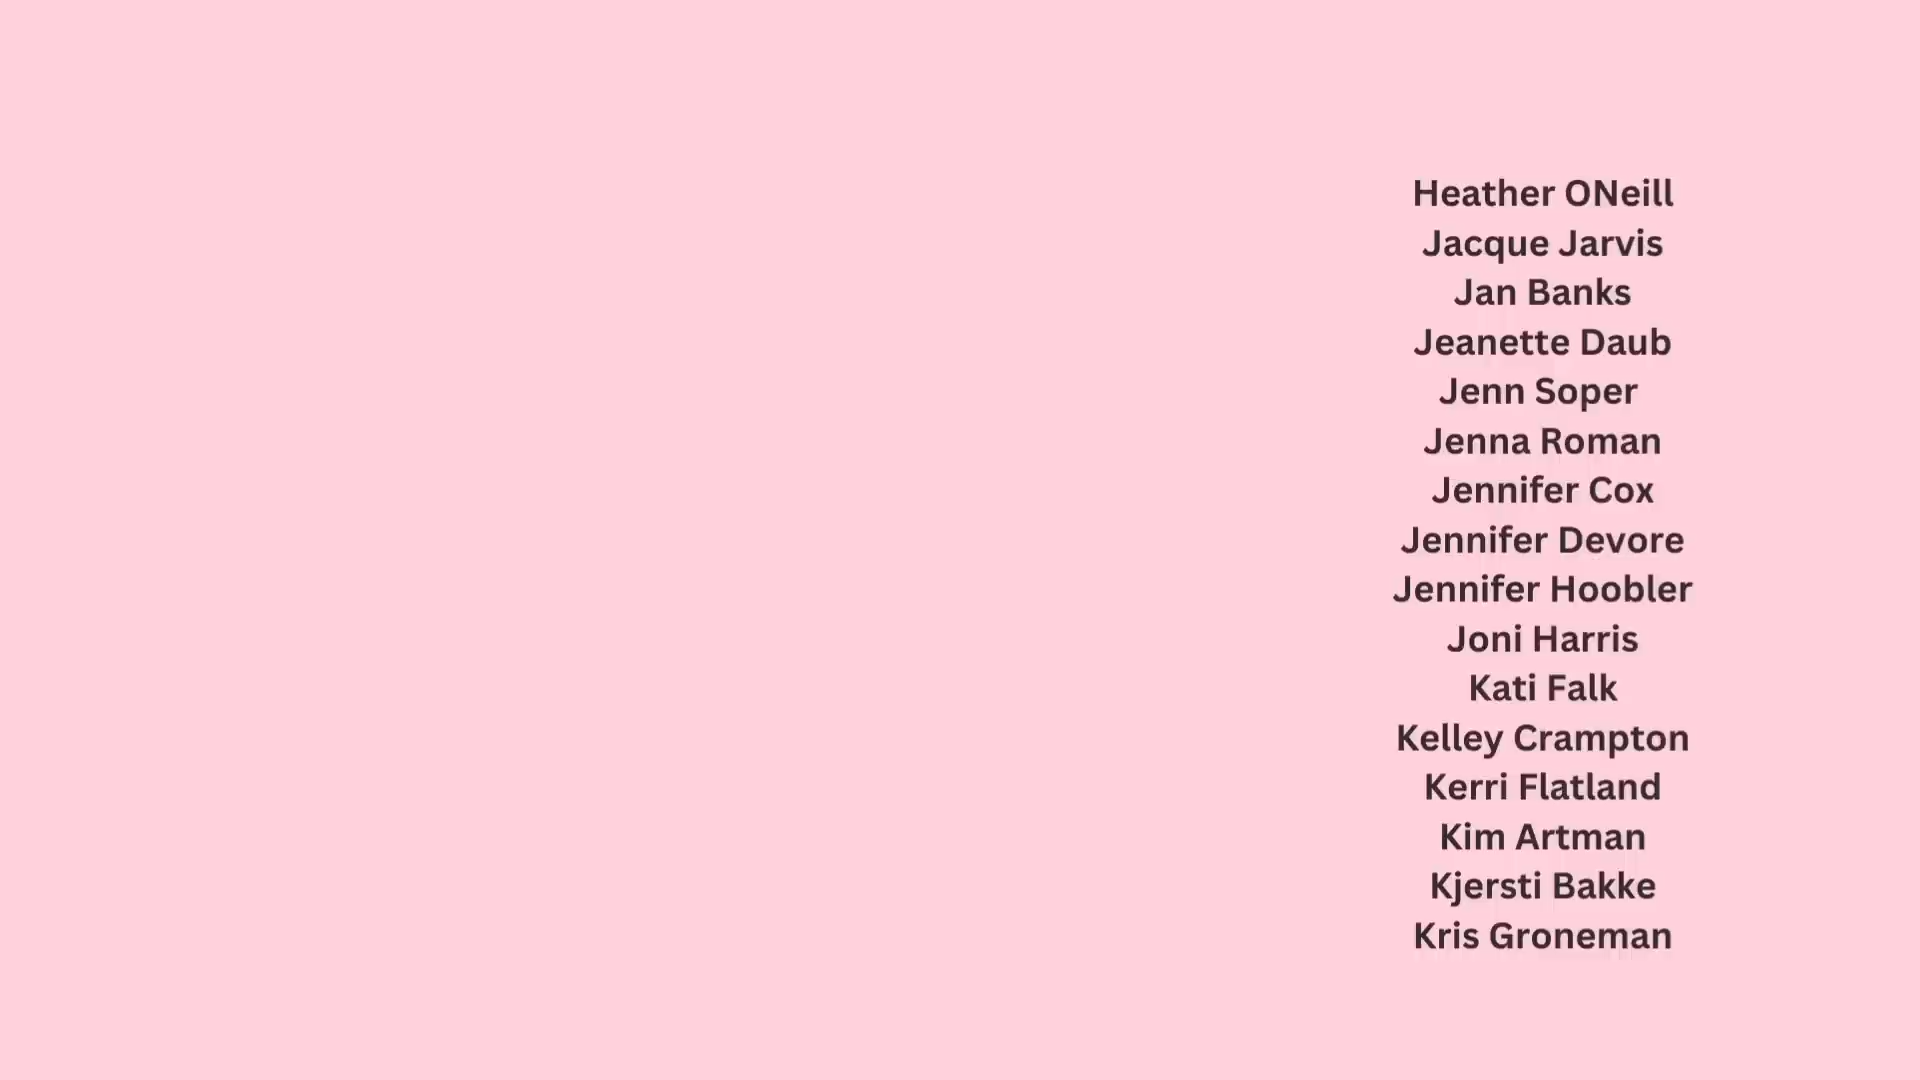 Heather ONeill
Jacque Jarvis
Jan Banks
Jeanette Daub
Jenn Soper
Jenna Roman
Jennifer Cox
Jennifer Devore
Jennifer Hoobler
Joni Harris
Kati Falk
Kelley Crampton
Kerri Flatland
Kim Artman
Kjersti Bakke
Kris Groneman